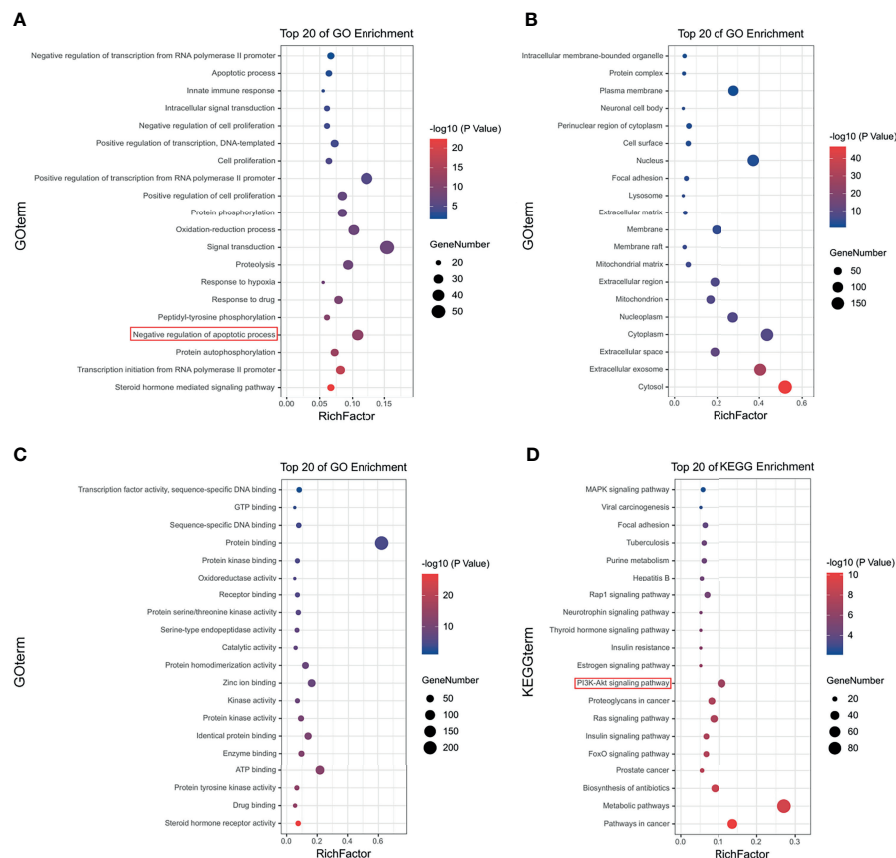 A
Top 20 of GO Enrichment
GOterm
Negative regulation of transcription from RNA polymerase II promoter
Apoptotic process
Innate immune response
Intracellular signal transduction
Negative regulation of cell proliferation
Positive regulation of transcription, DNA-templated
Cell proliferation
Positive regulation of transcription from RNA polymerase II promoter
Positive regulation of cell proliferation
Protein phosphorylation
Oxidation-reduction process
Signal transduction
Proteolysis
Response to hypoxia
Response to drug
Peptidyl-tyrosine phosphorylation
Negative regulation of apoptotic process
Protein autophosphorylation
Transcription initiation from RNA polymerase II promoter
Steroid hormone mediated signaling pathway
0.00 0.05 0.10 0.15
RichFactor
-log10 (P Value)
20
15
10
5
GeneNumber
20
30
40
50
B
Top 20 of GO Enrichment
GOterm
Intracellular membrane-bounded organelle
Protein complex
Plasma membrane
Neuronal cell body
Perinuclear region of cytoplasm
Cell surface
Nucleus
Focal adhesion
Lysosome
Extracellular matrix
Membrane
Membrane raft
Mitochondrial matrix
Extracellular region
Mitochondrion
Nucleoplasm
Cytoplasm
Extracellular space
Extracellular exosome
Cytosol
0.0 0.2 0.4 0.6
RichFactor
-log10 (P Value)
40
30
20
10
GeneNumber
50
100
150
C
Top 20 of GO Enrichment
GOterm
Transcription factor activity, sequence-specific DNA binding
GTP binding
Sequence-specific DNA binding
Protein binding
Protein kinase binding
Oxidoreductase activity
Receptor binding
Protein serine/threonine kinase activity
Serine-type endopeptidase activity
Catalytic activity
Protein homodimerization activity
Zinc ion binding
Kinase activity
Protein kinase activity
Identical protein binding
Enzyme binding
ATP binding
Protein tyrosine kinase activity
Drug binding
Steroid hormone receptor activity
0.0 0.2 0.4 0.6
RichFactor
-log10 (P Value)
20
10
GeneNumber
50
100
150
200
D
Top 20 of KEGG Enrichment
KEGGterm
MAPK signaling pathway
Viral carcinogenesis
Focal adhesion
Tuberculosis
Purine metabolism
Hepatitis B
Rap1 signaling pathway
Neurotrophin signaling pathway
Thyroid hormone signaling pathway
Insulin resistance
Estrogen signaling pathway
PI3K-Akt signaling pathway
Proteoglycans in cancer
Ras signaling pathway
Insulin signaling pathway
FoxO signaling pathway
Prostate cancer
Biosynthesis of antibiotics
Metabolic pathways
Pathways in cancer
0.0 0.1 0.2 0.3
RichFactor
-log10 (P Value)
10
8
6
4
GeneNumber
20
40
60
80